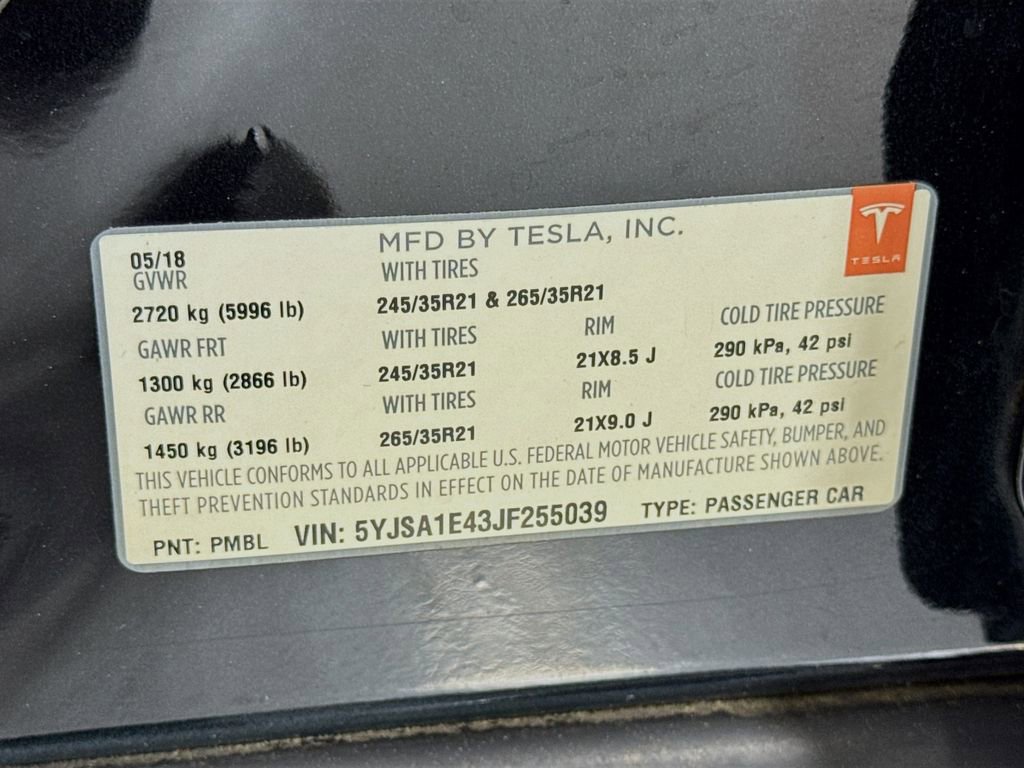 MFD BY TESLA, INC.
TESLA
05/18
GVWR WITH TIRES
2720 kg (5996 lb) 245/35R21 & 265/35R21
GAWR FRT WITH TIRES RIM COLD TIRE PRESSURE
1300 kg (2866 lb) 245/35R21 21X8.5 J 290 kPa, 42 psi
GAWR RR WITH TIRES RIM COLD TIRE PRESSURE
1450 kg (3196 lb) 265/35R21 21X9.0 J 290 kPa, 42 psi
THIS VEHICLE CONFORMS TO ALL APPLICABLE U.S. FEDERAL MOTOR VEHICLE SAFETY, BUMPER, AND
THEFT PREVENTION STANDARDS IN EFFECT ON THE DATE OF MANUFACTURE SHOWN ABOVE.
PNT: PMBL VIN: 5YJSA1E43JF255039 TYPE: PASSENGER CAR